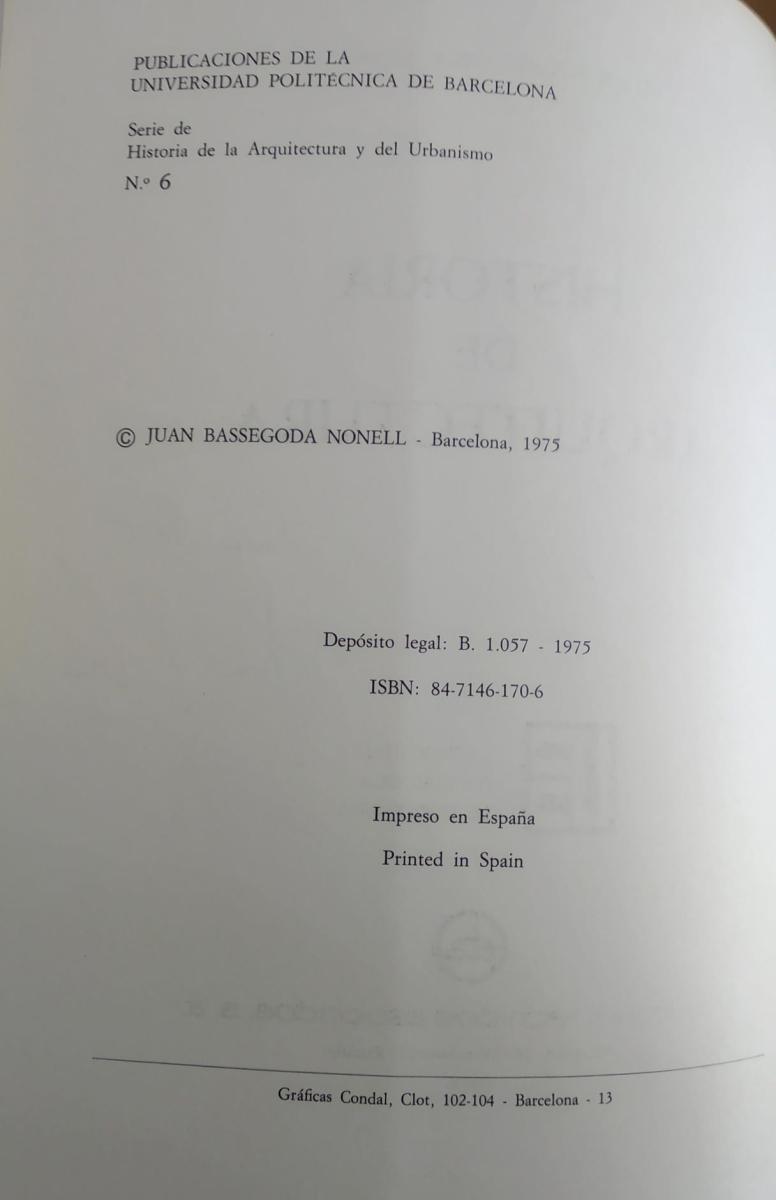 PUBLICACIONES DE LA
UNIVERSIDAD POLITÉCNICA DE BARCELONA
Serie de
Historia de la Arquitectura y del Urbanismo
N.º 6
© JUAN BASSEGODA NONELL - Barcelona, 1975
Depósito legal: B. 1.057 - 1975
ISBN: 84-7146-170-6
Impreso en España
Printed in Spain
Gráficas Condal, Clot, 102-104 - Barcelona - 13